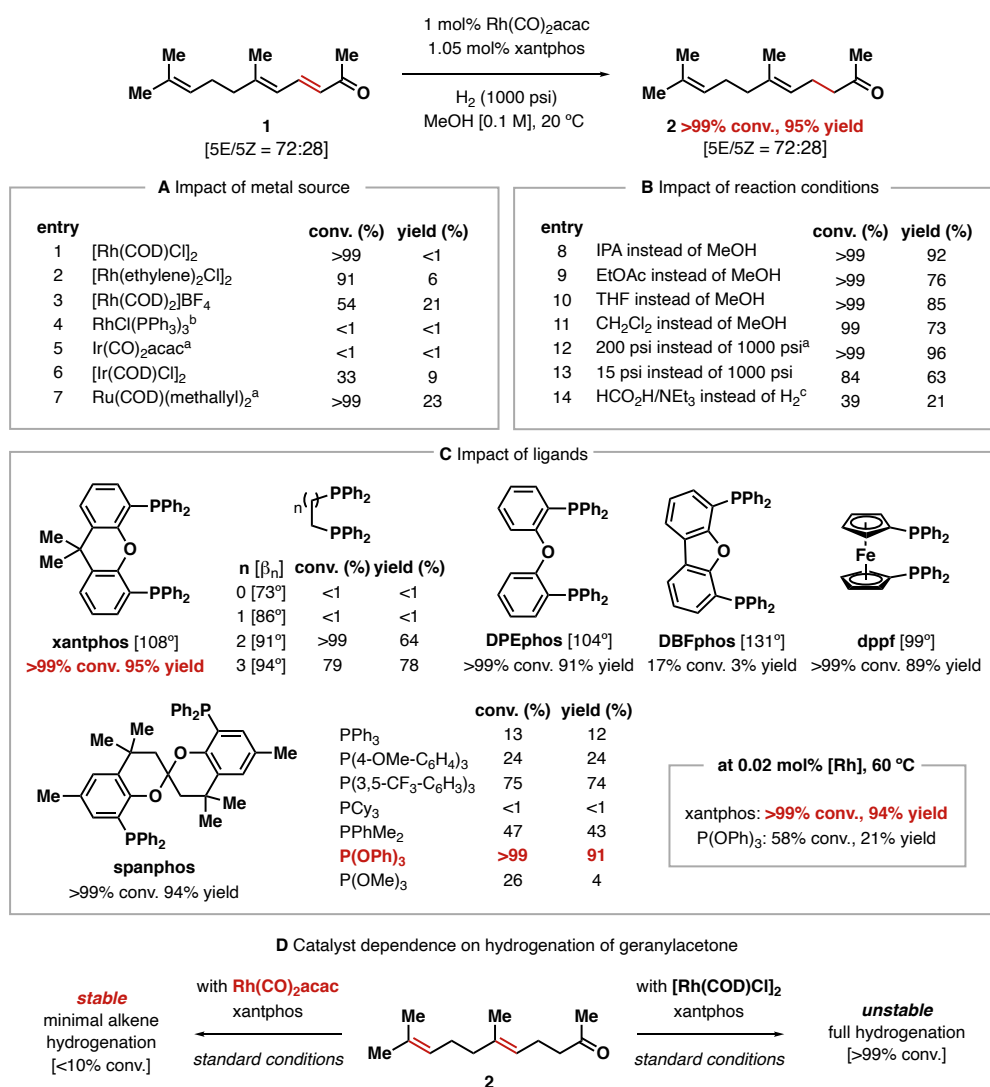 1 mol% Rh(CO)₂acac
1.05 mol% xantphos
H₂ (1000 psi)
MeOH [0.1 M], 20 ºC
Me Me Me
Me O
1
[5E/5Z = 72:28]
Me Me Me
Me O
2 >99% conv., 95% yield
[5E/5Z = 72:28]
A Impact of metal source
entry conv. (%) yield (%)
1 [Rh(COD)Cl]₂ >99 <1
2 [Rh(ethylene)₂Cl]₂ 91 6
3 [Rh(COD)₂]BF₄ 54 21
4 RhCl(PPh₃)₃ᵇ <1 <1
5 Ir(CO)₂acacᵃ <1 <1
6 [Ir(COD)Cl]₂ 33 9
7 Ru(COD)(methallyl)₂ᵃ >99 23
B Impact of reaction conditions
entry conv. (%) yield (%)
8 IPA instead of MeOH >99 92
9 EtOAc instead of MeOH >99 76
10 THF instead of MeOH >99 85
11 CH₂Cl₂ instead of MeOH 99 73
12 200 psi instead of 1000 psiᵃ >99 96
13 15 psi instead of 1000 psi 84 63
14 HCO₂H/NEt₃ instead of H₂ᶜ 39 21
C Impact of ligands
PPh₂
Me
Me
O
PPh₂
xantphos [108º]
>99% conv. 95% yield
n
PPh₂
PPh₂
n [βₙ] conv. (%) yield (%)
0 [73º] <1 <1
1 [86º] <1 <1
2 [91º] >99 64
3 [94º] 79 78
PPh₂
O
PPh₂
DPEphos [104º]
>99% conv. 91% yield
PPh₂
O
PPh₂
DBFphos [131º]
17% conv. 3% yield
PPh₂
Fe
PPh₂
dppf [99º]
>99% conv. 89% yield
Ph₂P
Me Me
O
Me
Me
O
Me
Me
PPh₂
spanphos
>99% conv. 94% yield
conv. (%) yield (%)
PPh₃ 13 12
P(4-OMe-C₆H₄)₃ 24 24
P(3,5-CF₃-C₆H₃)₃ 75 74
PCy₃ <1 <1
PPhMe₂ 47 43
P(OPh)₃ >99 91
P(OMe)₃ 26 4
at 0.02 mol% [Rh], 60 ºC
xantphos: >99% conv., 94% yield
P(OPh)₃: 58% conv., 21% yield
D Catalyst dependence on hydrogenation of geranylacetone
stable
minimal alkene
hydrogenation
[<10% conv.]
with Rh(CO)₂acac
xantphos
standard conditions
Me Me Me
Me O
2
with [Rh(COD)Cl]₂
xantphos
standard conditions
unstable
full hydrogenation
[>99% conv.]